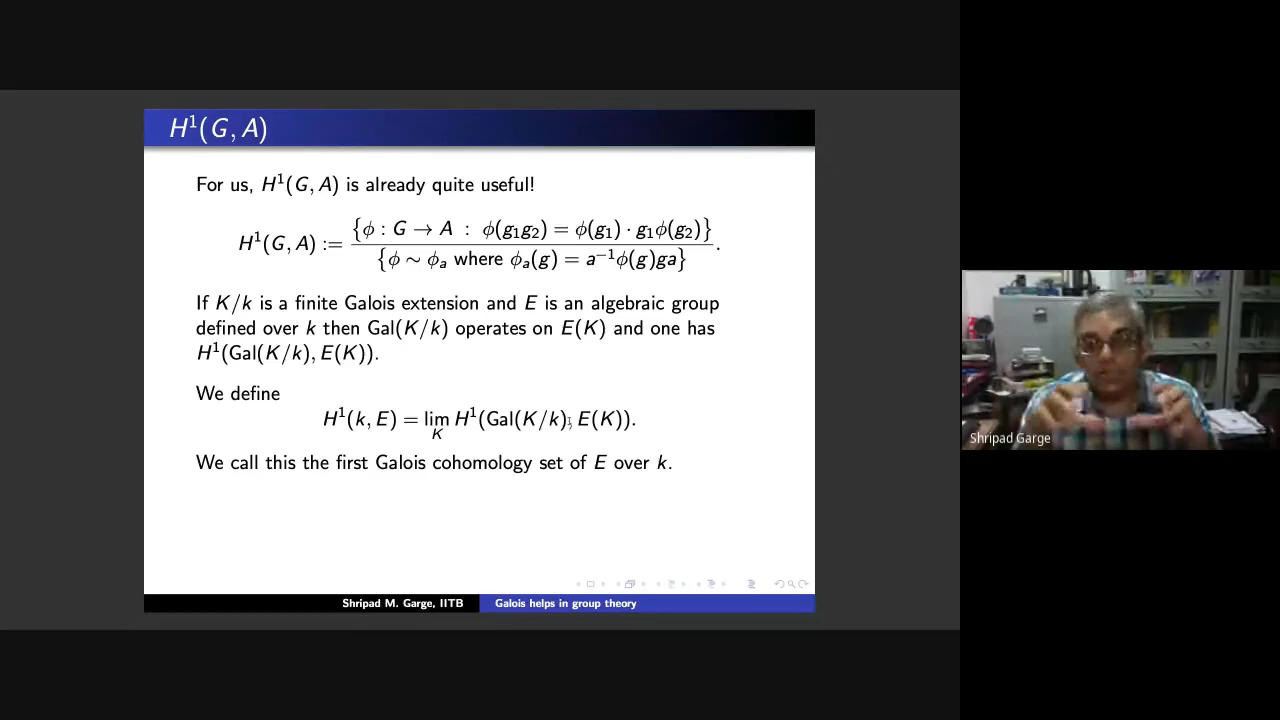 H¹(G, A)
For us, H¹(G, A) is already quite useful!
H¹(G, A) := {ϕ : G → A : ϕ(g₁g₂) = ϕ(g₁) · g₁ϕ(g₂)} / {ϕ ∼ ϕₐ where ϕₐ(g) = a⁻¹ϕ(g)ga}.
If K/k is a finite Galois extension and E is an algebraic group
defined over k then Gal(K/k) operates on E(K) and one has
H¹(Gal(K/k), E(K)).
We define
H¹(k, E) = lim_K H¹(Gal(K/k), E(K)).
We call this the first Galois cohomology set of E over k.
Shripad M. Garge, IITB
Galois helps in group theory
Shripad Garge